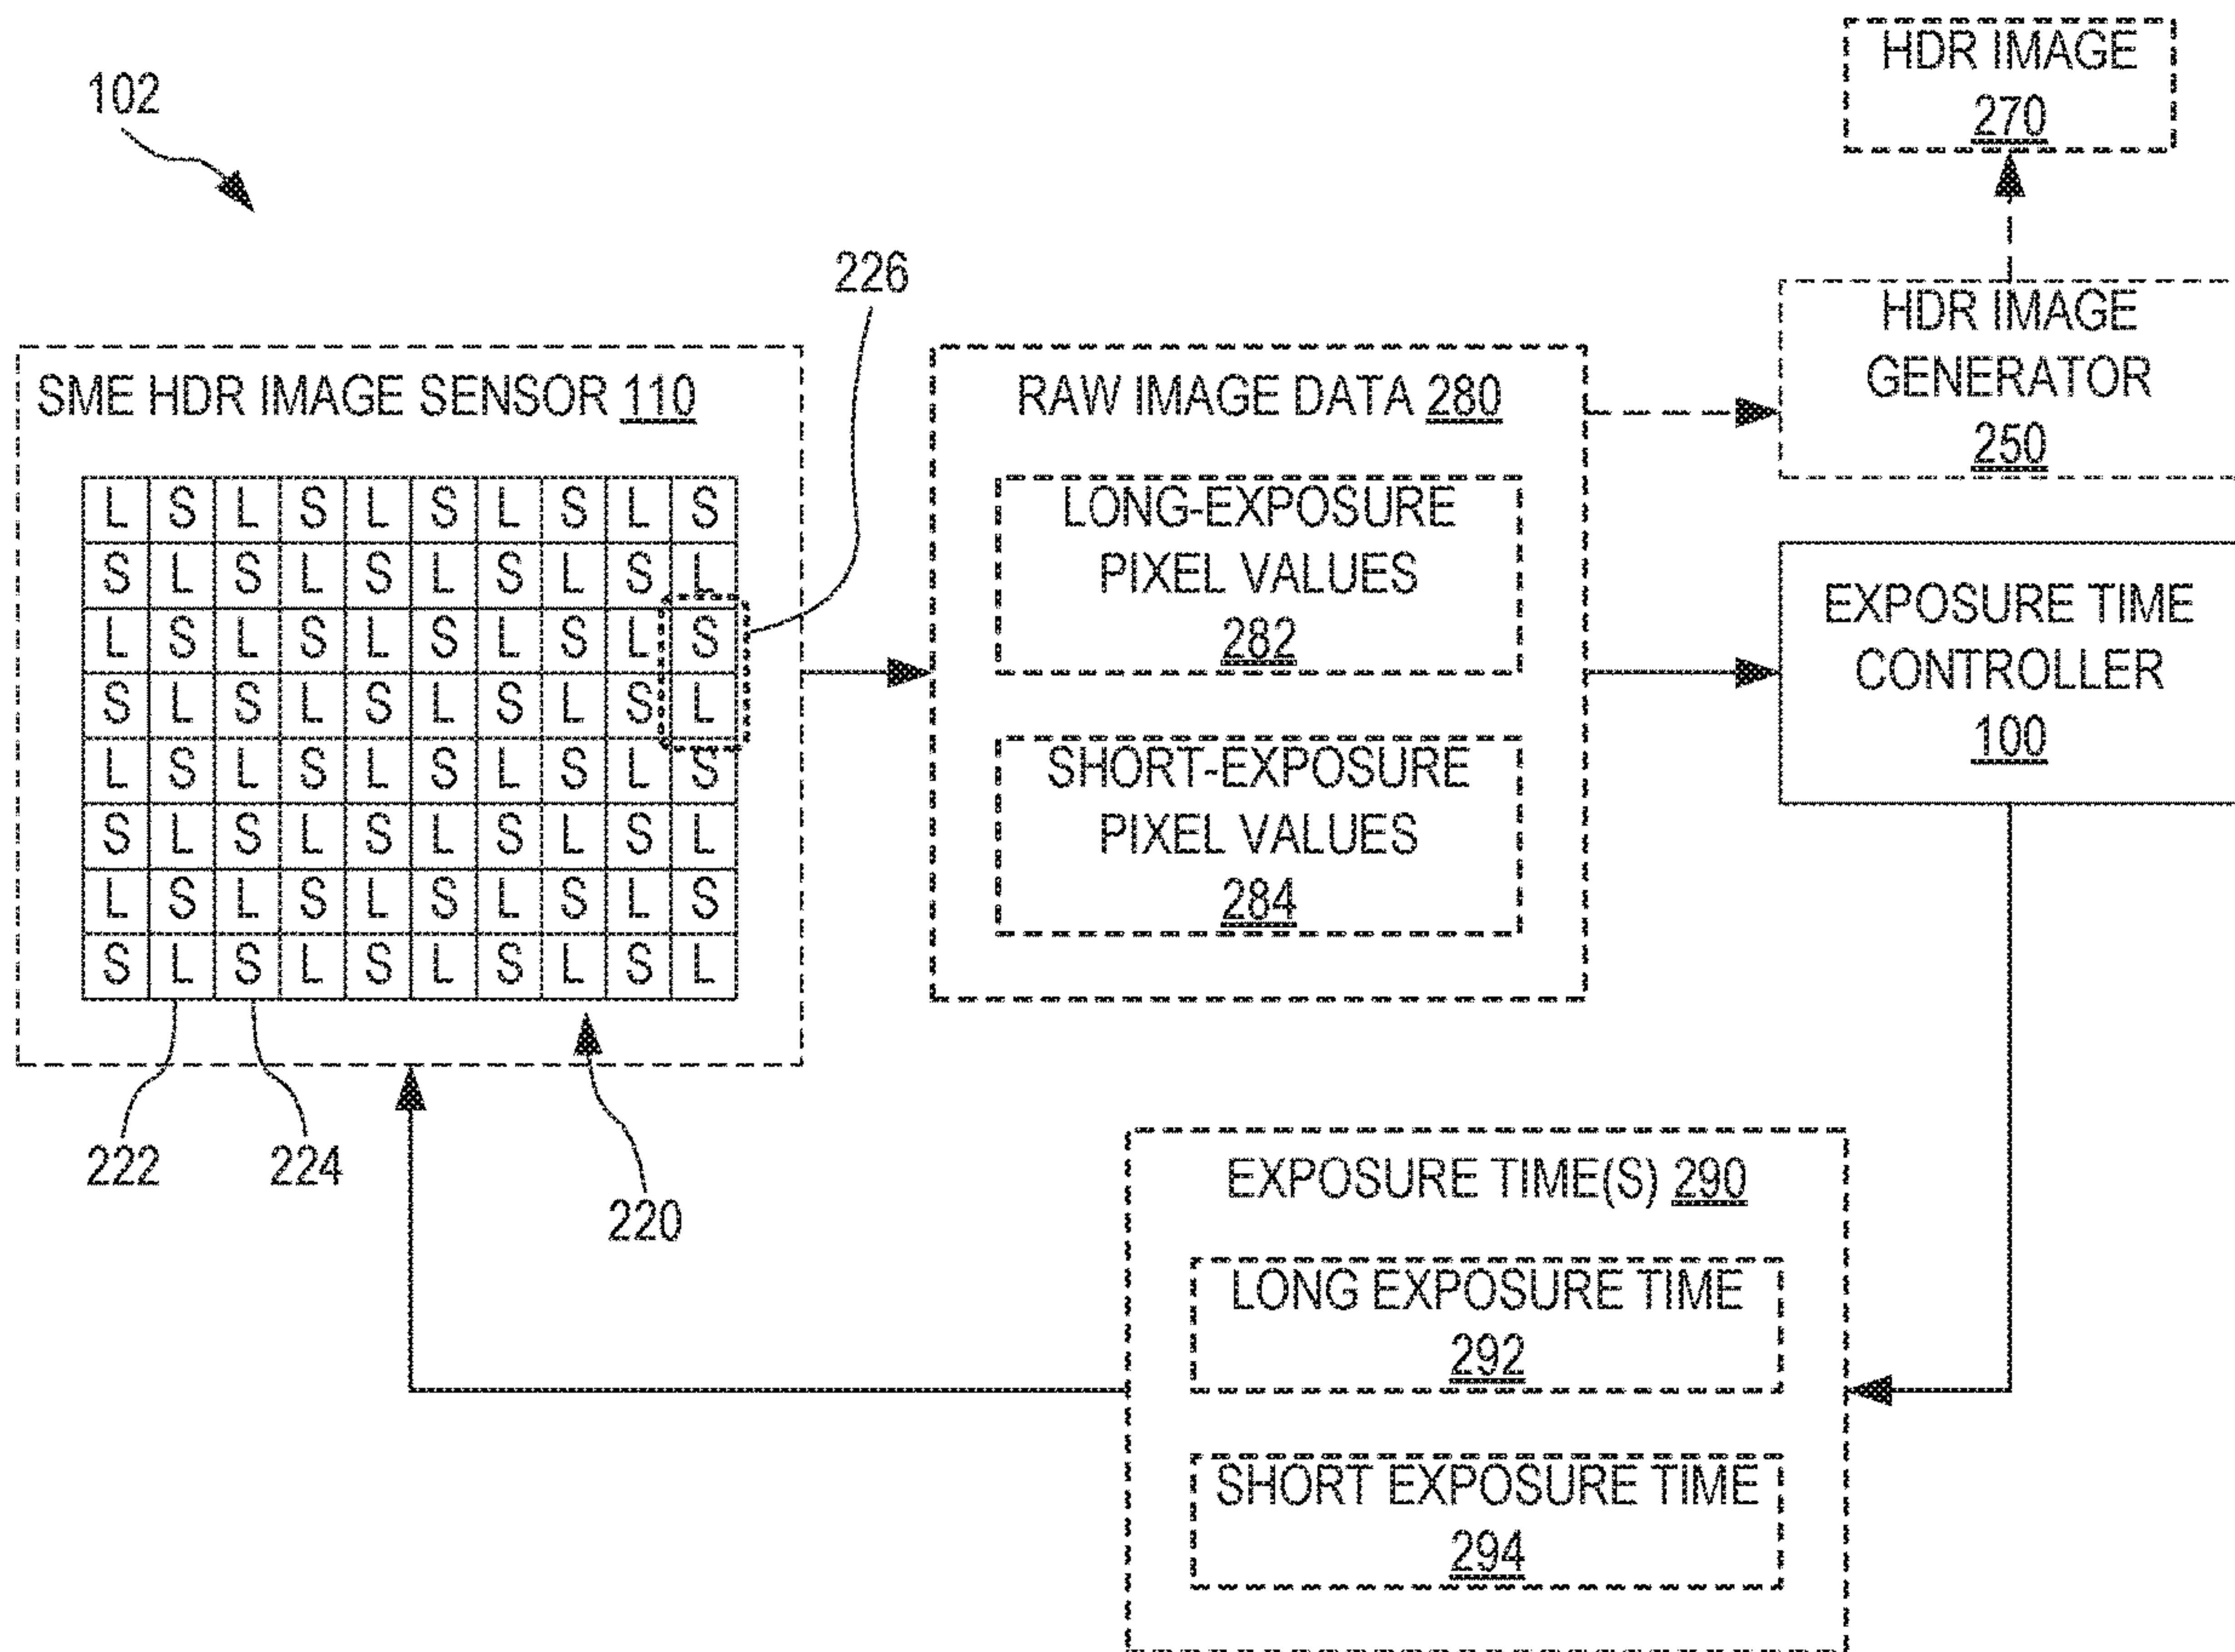 102
HDR IMAGE
270
226
SME HDR IMAGE SENSOR 110
L S L S L S L S L S
S L S L S L S L S L
L S L S L S L S L S
S L S L S L S L S L
L S L S L S L S L S
S L S L S L S L S L
L S L S L S L S L S
S L S L S L S L S L
222
224
220
RAW IMAGE DATA 280
LONG-EXPOSURE
PIXEL VALUES
282
SHORT-EXPOSURE
PIXEL VALUES
284
HDR IMAGE
GENERATOR
250
EXPOSURE TIME
CONTROLLER
100
EXPOSURE TIME(S) 290
LONG EXPOSURE TIME
292
SHORT EXPOSURE TIME
294